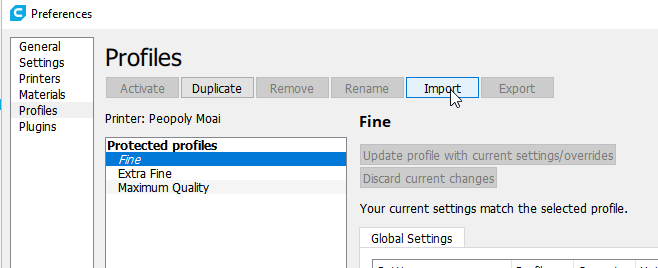 Preferences
General
Settings
Printers
Materials
Profiles
Plugins
Profiles
Activate Duplicate Remove Rename Import Export
Printer: Peopoly Moai
Protected profiles
Fine
Extra Fine
Maximum Quality
Fine
Update profile with current settings/overrides
Discard current changes
Your current settings match the selected profile.
Global Settings